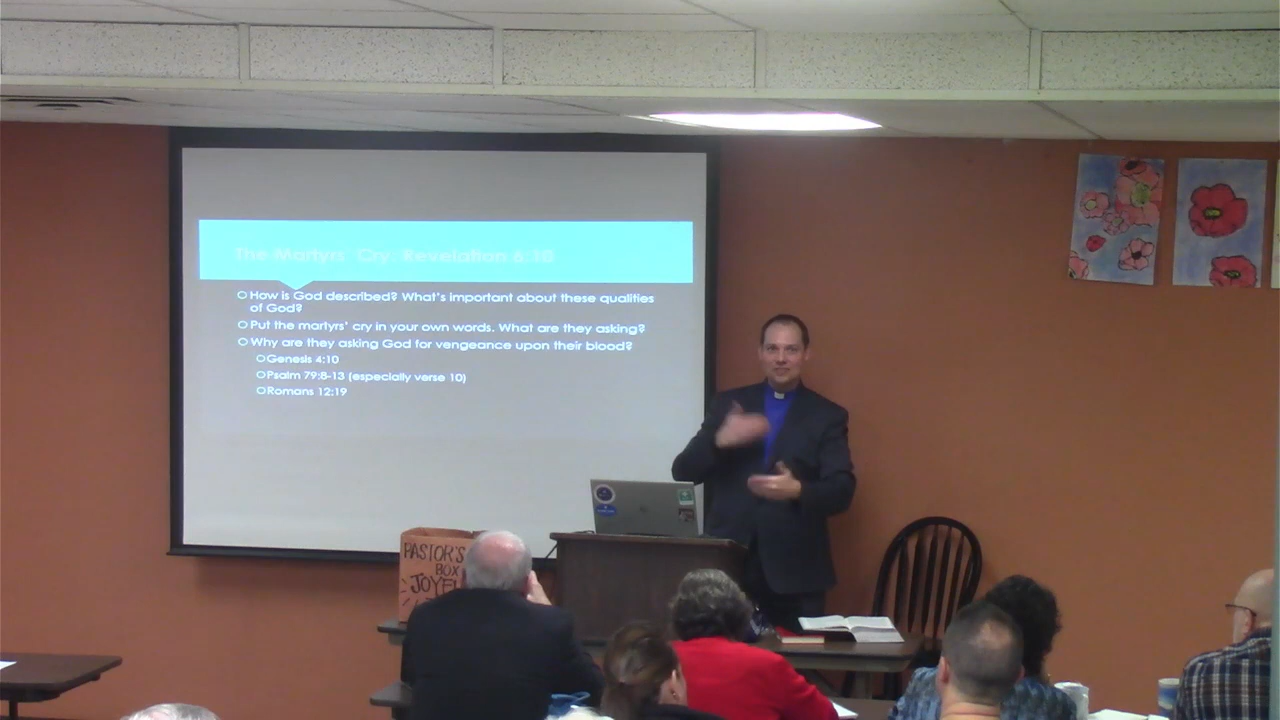 The Martyrs' Cry: Revelation 6:10
How is God described? What's important about these qualities
of God?
Put the martyrs' cry in your own words. What are they asking?
Why are they asking God for vengeance upon their blood?
Genesis 4:10
Psalm 79:8-13 (especially verse 10)
Romans 12:19
PASTOR'S
BOX